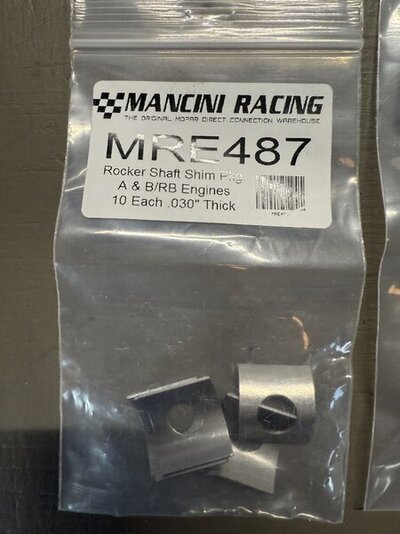 MANCINI RACING
THE ORIGINAL MOPAR DIRECT CONNECTION WAREHOUSE
MRE487
Rocker Shaft Shim Pkg.
A & B/RB Engines
10 Each .030" Thick